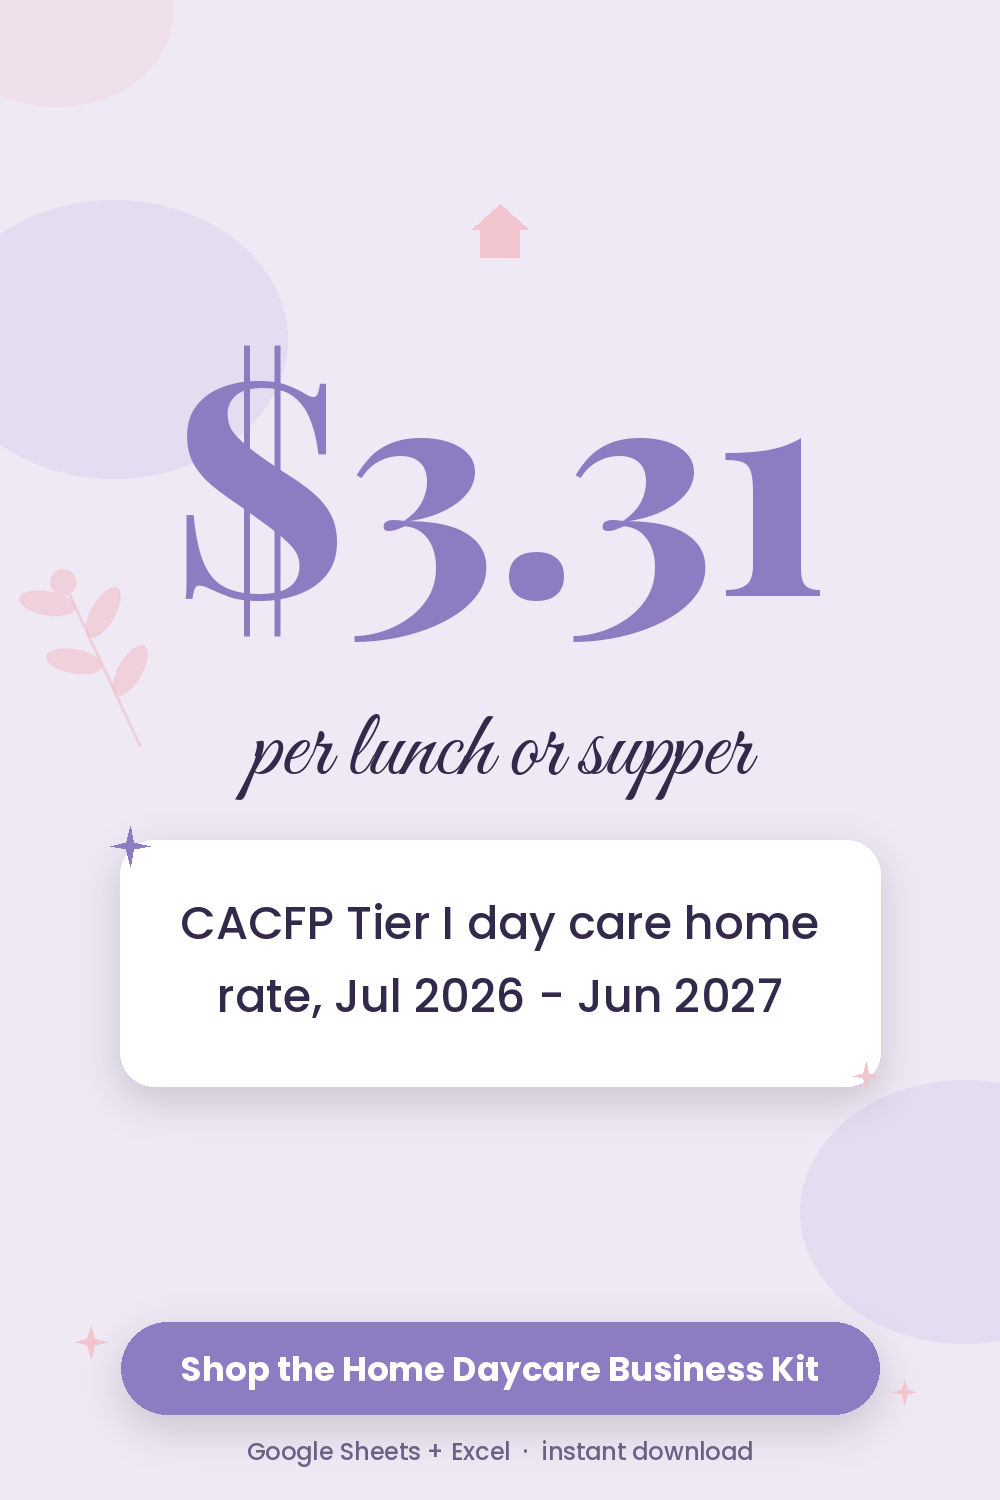 $3.31
per lunch or supper
CACFP Tier I day care home
rate, Jul 2026 - Jun 2027
Shop the Home Daycare Business Kit
Google Sheets + Excel · instant download